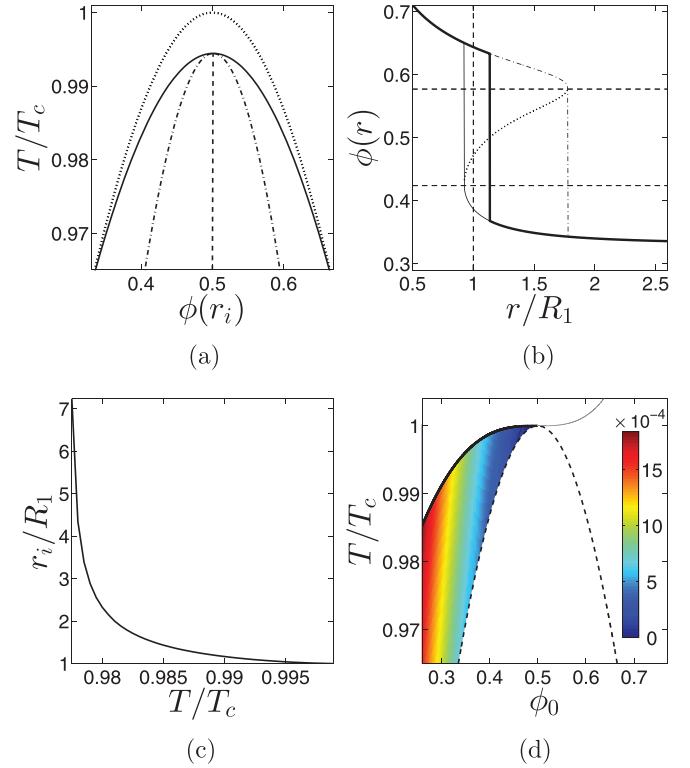 1
0.99
0.98
0.97
T/T_c
0.4 0.5 0.6
ϕ(r_i)
(a)
0.7
0.6
0.5
0.4
0.3
ϕ(r)
0.5 1 1.5 2 2.5
r/R_1
(b)
7
6
5
4
3
2
1
r_i/R_1
0.98 0.985 0.99 0.995
T/T_c
(c)
1
0.99
0.98
0.97
T/T_c
0.3 0.4 0.5 0.6 0.7
ϕ_0
× 10^{-4}
15
10
5
0
(d)